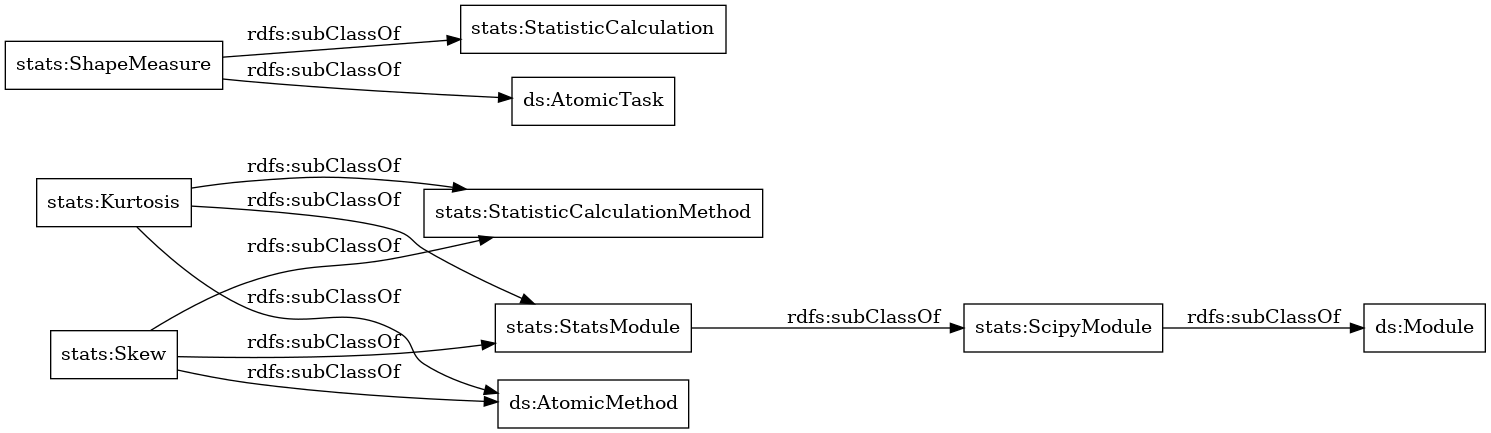 rdfs:subClassOf
stats:StatisticCalculation
stats:ShapeMeasure
rdfs:subClassOf
ds:AtomicTask
rdfs:subClassOf
stats:Kurtosis
rdfs:subClassOf
stats:StatisticCalculationMethod
rdfs:subClassOf
rdfs:subClassOf
stats:StatsModule
rdfs:subClassOf
stats:ScipyModule
rdfs:subClassOf
ds:Module
stats:Skew
rdfs:subClassOf
rdfs:subClassOf
ds:AtomicMethod